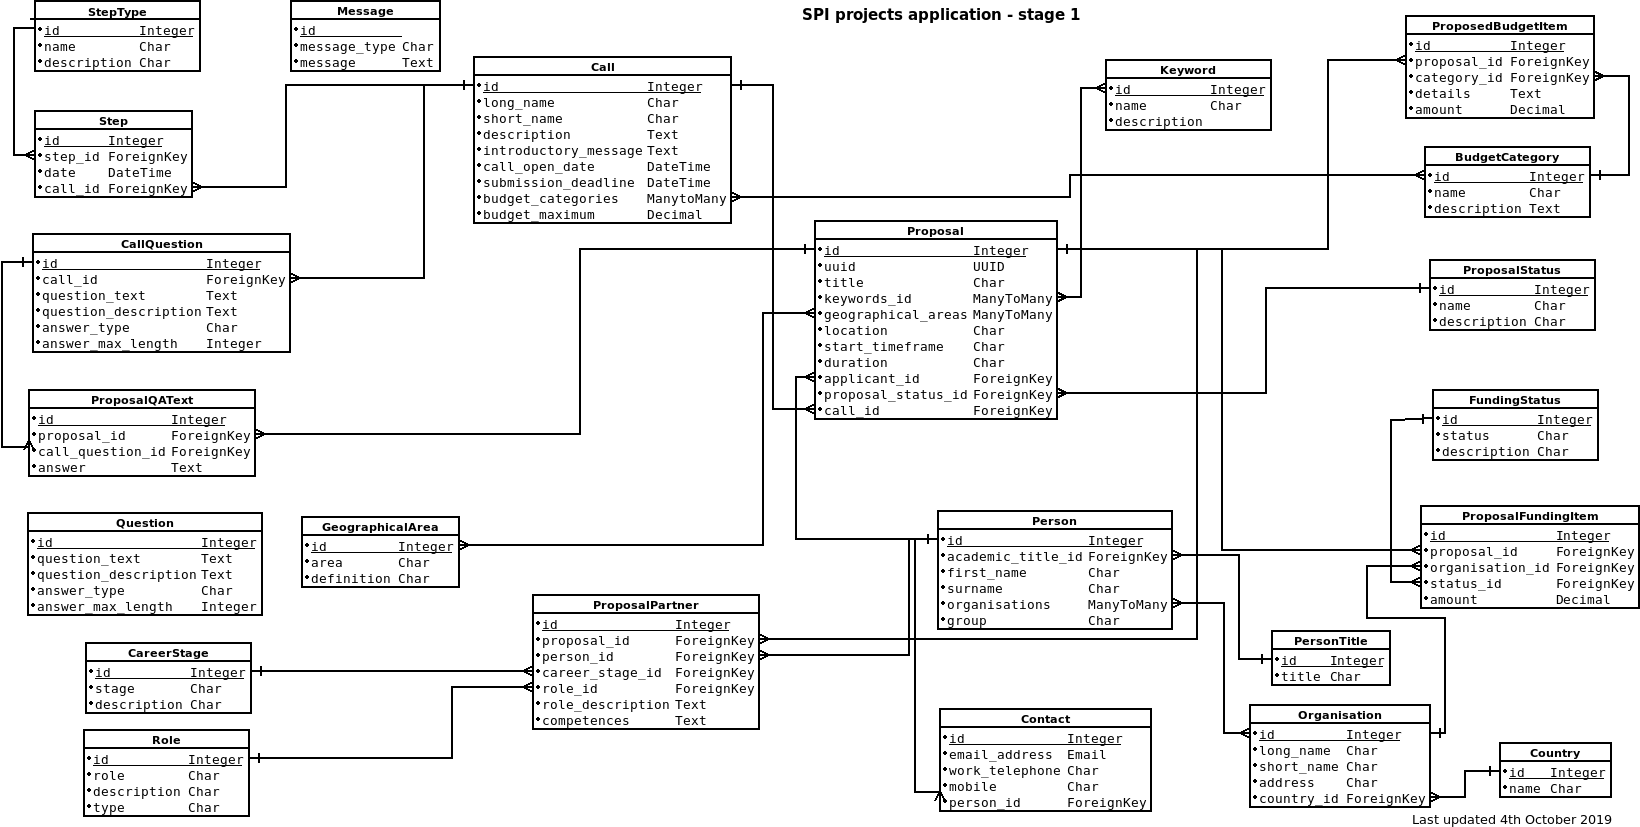 SPI projects application - stage 1
StepType
id Integer
name Char
description Char
Message
id
message_type Char
message Text
Call
id Integer
long_name Char
short_name Char
description Text
introductory_message Text
call_open_date DateTime
submission_deadline DateTime
budget_categories ManytoMany
budget_maximum Decimal
Keyword
id Integer
name Char
description
ProposedBudgetItem
id Integer
proposal_id ForeignKey
category_id ForeignKey
details Text
amount Decimal
Step
id Integer
step_id ForeignKey
date DateTime
call_id ForeignKey
BudgetCategory
id Integer
name Char
description Text
CallQuestion
id Integer
call_id ForeignKey
question_text Text
question_description Text
answer_type Char
answer_max_length Integer
Proposal
id Integer
uuid UUID
title Char
keywords_id ManyToMany
geographical_areas ManyToMany
location Char
start_timeframe Char
duration Char
applicant_id ForeignKey
proposal_status_id ForeignKey
call_id ForeignKey
ProposalStatus
id Integer
name Char
description Char
ProposalQAText
id Integer
proposal_id ForeignKey
call_question_id ForeignKey
answer Text
FundingStatus
id Integer
status Char
description Char
Question
id Integer
question_text Text
question_description Text
answer_type Char
answer_max_length Integer
GeographicalArea
id Integer
area Char
definition Char
Person
id Integer
academic_title_id ForeignKey
first_name Char
surname Char
organisations ManyToMany
group Char
ProposalFundingItem
id Integer
proposal_id ForeignKey
organisation_id ForeignKey
status_id ForeignKey
amount Decimal
ProposalPartner
id Integer
proposal_id ForeignKey
person_id ForeignKey
career_stage_id ForeignKey
role_id ForeignKey
role_description Text
competences Text
CareerStage
id Integer
stage Char
description Char
PersonTitle
id Integer
title Char
Role
id Integer
role Char
description Char
type Char
Contact
id Integer
email_address Email
work_telephone Char
mobile Char
person_id ForeignKey
Organisation
id Integer
long_name Char
short_name Char
address Char
country_id ForeignKey
Country
id Integer
name Char
Last updated 4th October 2019